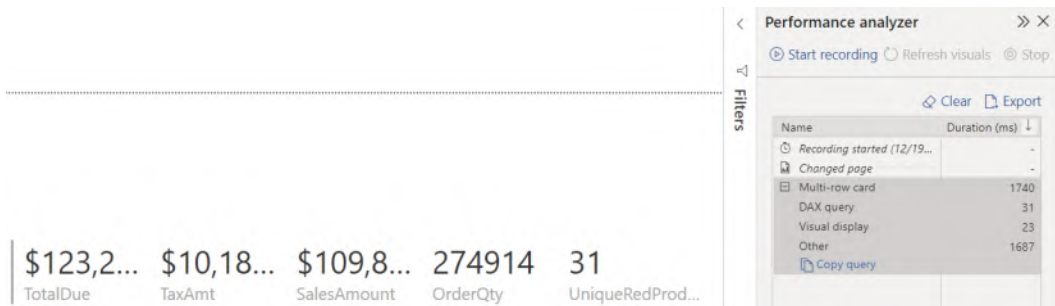 $123,2... $10,18... $109,8... 274914 31
TotalDue TaxAmt SalesAmount OrderQty UniqueRedProd...
Filters
Performance analyzer
Start recording Refresh visuals Stop
Clear Export
Name Duration (ms)
Recording started (12/19... -
Changed page -
Multi-row card 1740
DAX query 31
Visual display 23
Other 1687
Copy query